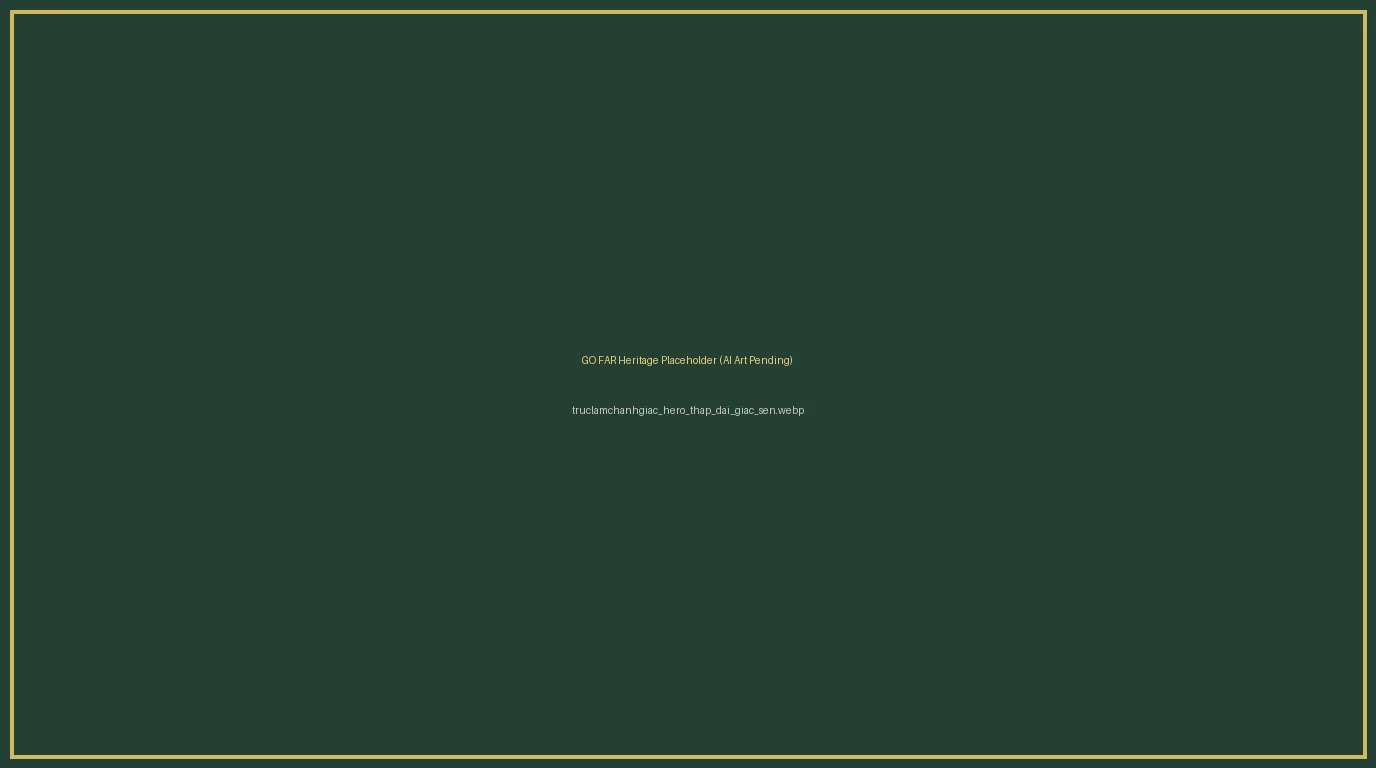 GO FAR Heritage Placeholder (AI Art Pending)
truclamchanhgiac_hero_thap_dai_giac_sen.webp